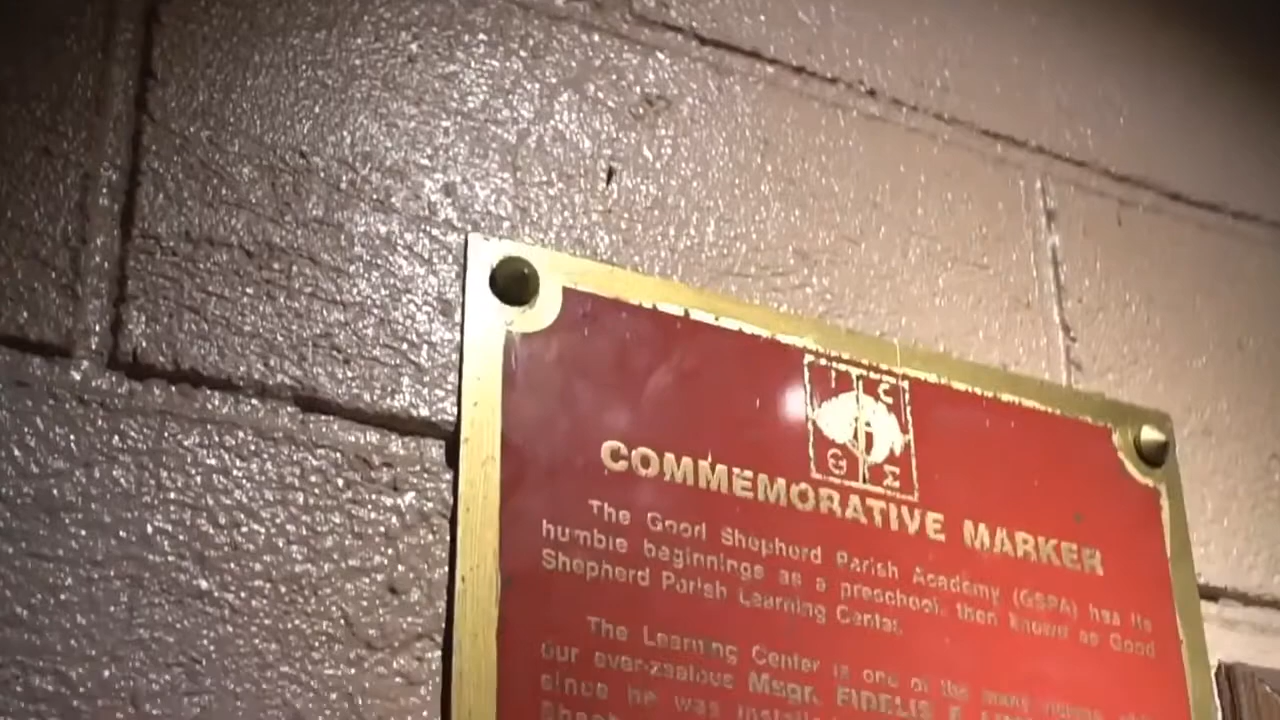 I C
Θ Σ
COMMEMORATIVE MARKER
The Good Shepherd Parish Academy (GSPA) has its
humble beginnings as a preschool, then known as Good
Shepherd Parish Learning Center.
The Learning Center is one of the many
our ever-zealous Msgr. FIDELIS
since he was